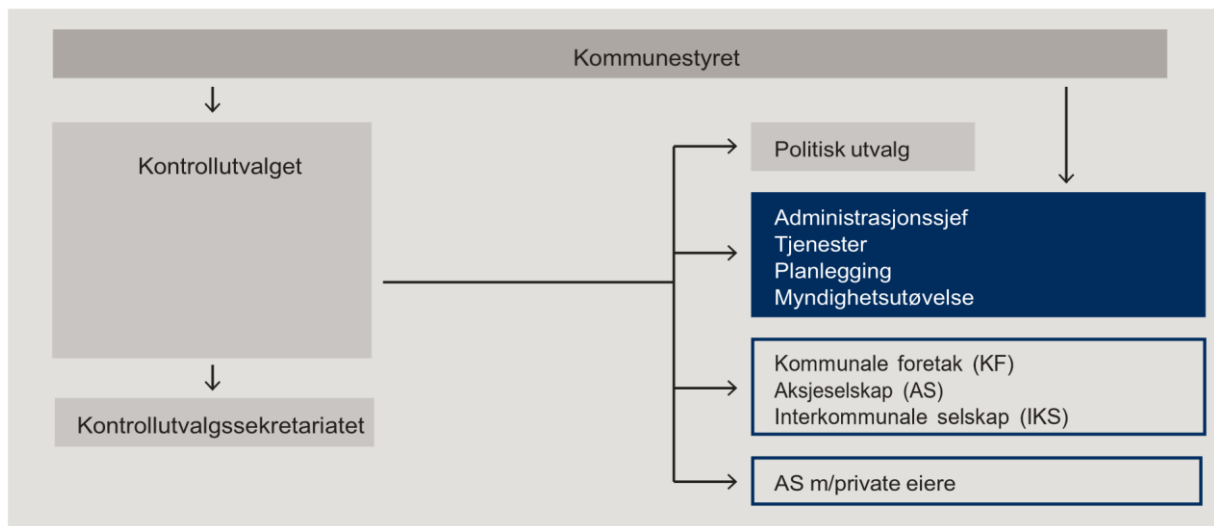 Kommunestyret
Kontrollutvalget
Kontrollutvalgssekretariatet
Politisk utvalg
Administrasjonssjef
Tjenester
Planlegging
Myndighetsutøvelse
Kommunale foretak (KF)
Aksjeselskap (AS)
Interkommunale selskap (IKS)
AS m/private eiere